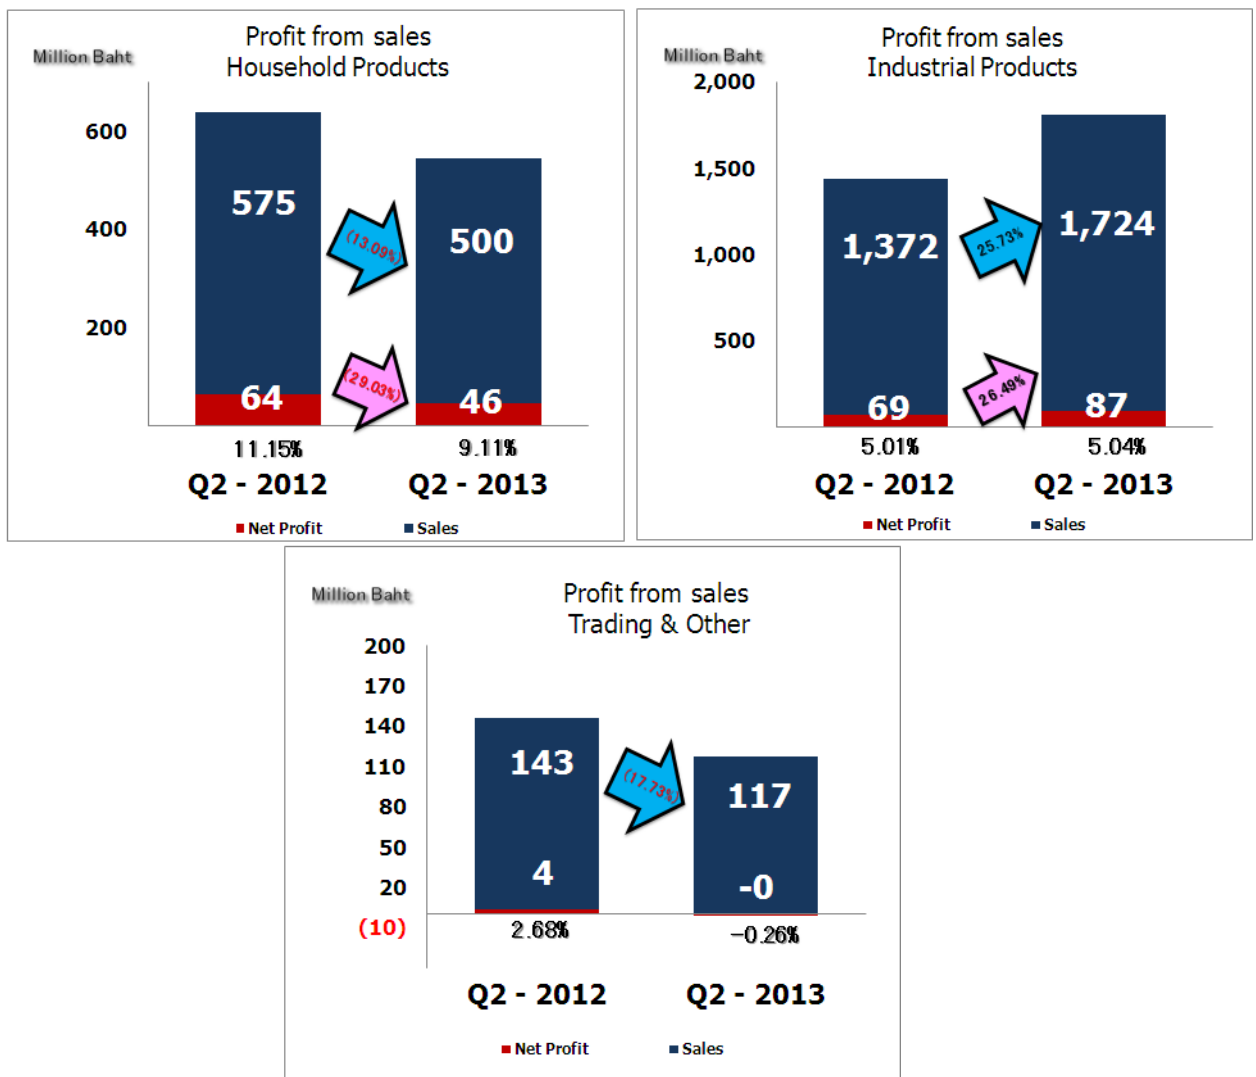 Million Baht
Profit from sales
Household Products
600
400
200
575
500
(13.09%)
64
46
(29.03%)
11.15%
9.11%
Q2 - 2012
Q2 - 2013
Net Profit
Sales
Million Baht
Profit from sales
Industrial Products
2,000
1,500
1,000
500
1,372
1,724
25.73%
69
87
26.49%
5.01%
5.04%
Q2 - 2012
Q2 - 2013
Net Profit
Sales
Million Baht
Profit from sales
Trading & Other
200
170
140
110
80
50
20
(10)
143
117
(17.73%)
4
-0
2.68%
-0.26%
Q2 - 2012
Q2 - 2013
Net Profit
Sales